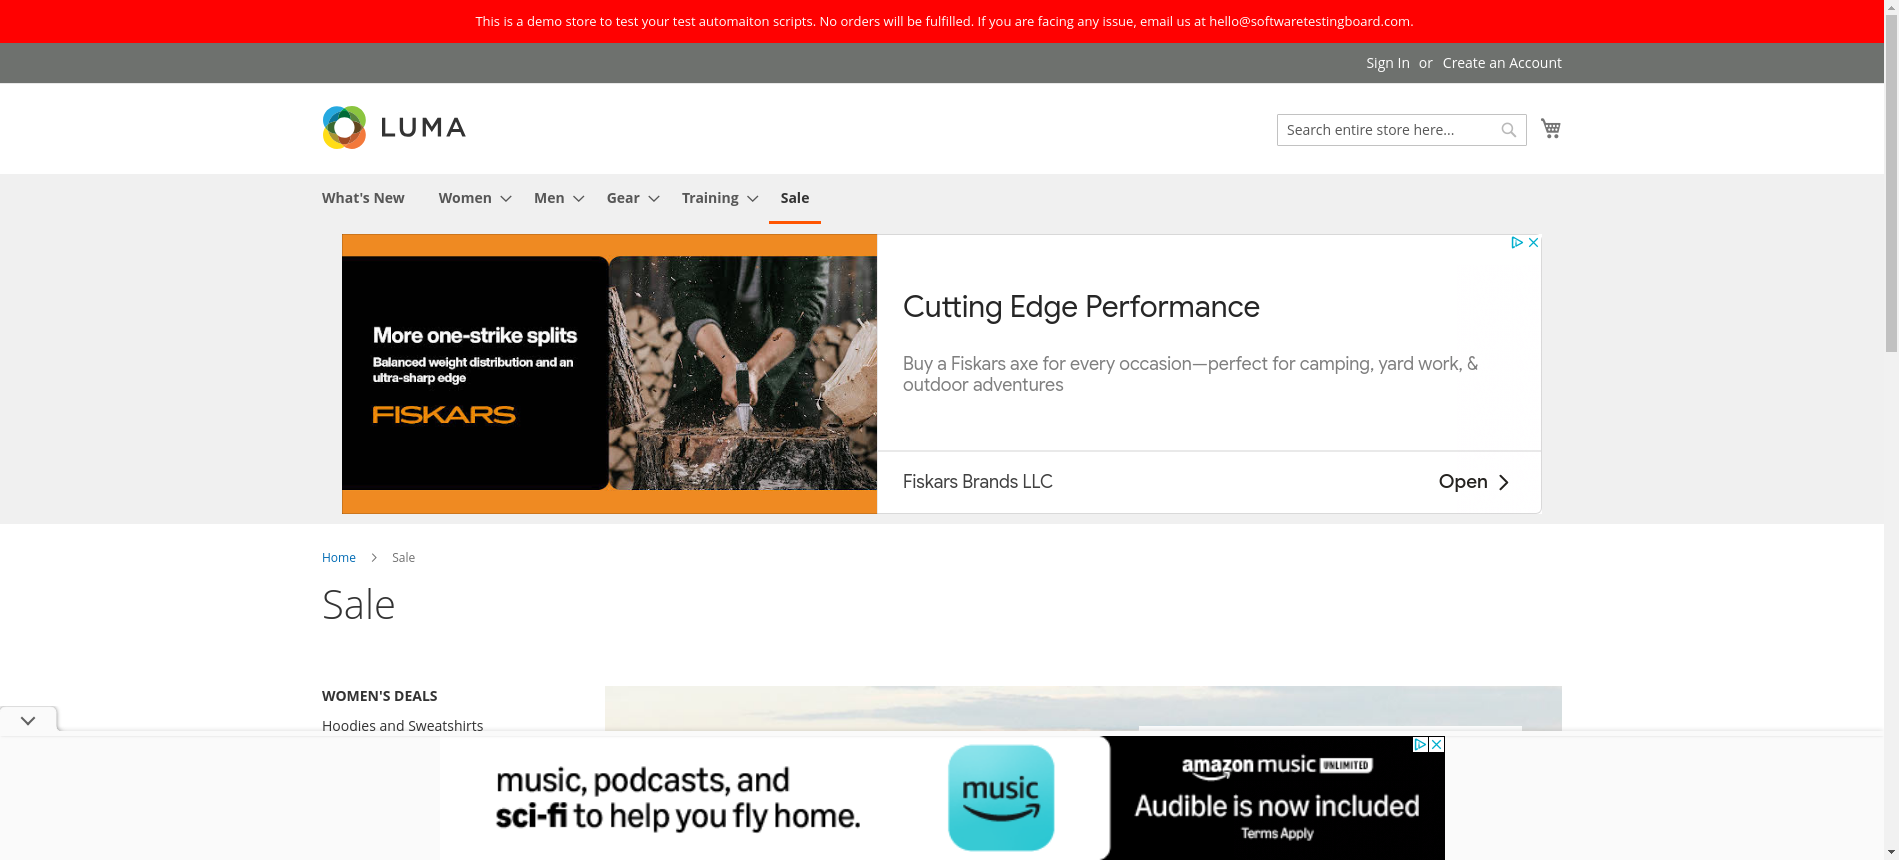 This is a demo store to test your test automaiton scripts. No orders will be fulfilled. If you are facing any issue, email us at hello@softwaretestingboard.com.
Sign In or Create an Account
LUMA
Search entire store here...
What's New Women Men Gear Training Sale
More one-strike splits
Balanced weight distribution and an
ultra-sharp edge
FISKARS
Cutting Edge Performance
Buy a Fiskars axe for every occasion—perfect for camping, yard work, &
outdoor adventures
Fiskars Brands LLC
Open
Home Sale
Sale
WOMEN'S DEALS
Hoodies and Sweatshirts
music, podcasts, and
sci-fi to help you fly home.
music
amazon music UNLIMITED
Audible is now included
Terms Apply